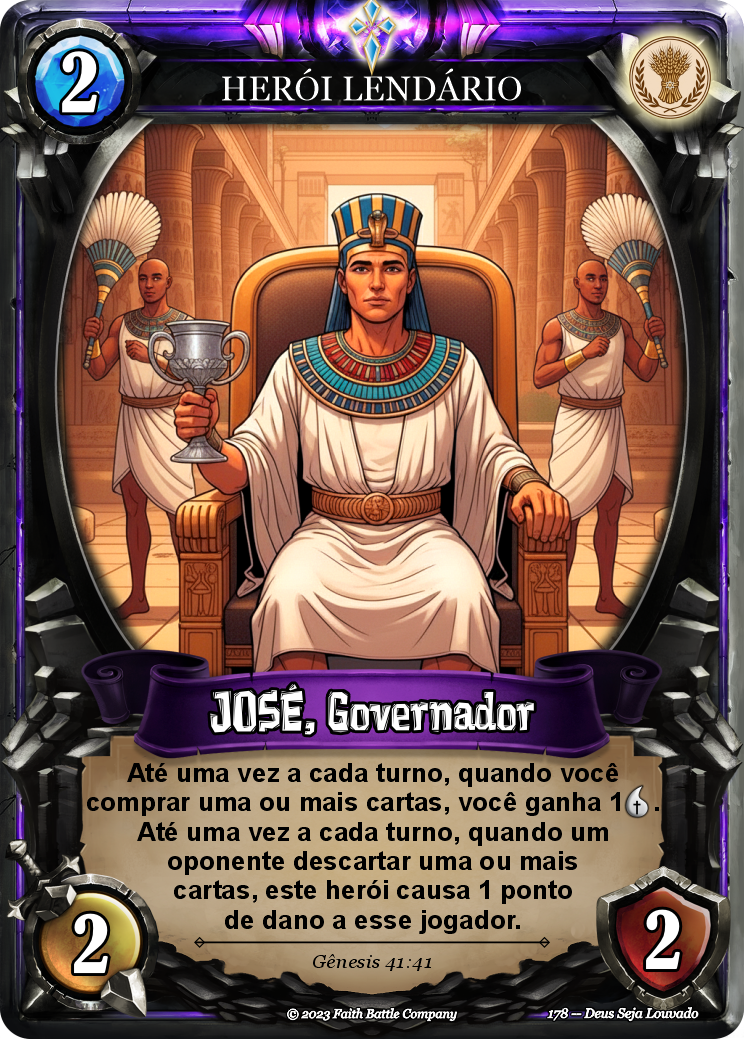 2
HERÓI LENDÁRIO
JOSÉ, Governador
Até uma vez a cada turno, quando você
comprar uma ou mais cartas, você ganha 1 .
Até uma vez a cada turno, quando um
oponente descartar uma ou mais
cartas, este herói causa 1 ponto
de dano a esse jogador.
2
2
Gênesis 41:41
© 2023 Faith Battle Company
178 – Deus Seja Louvado